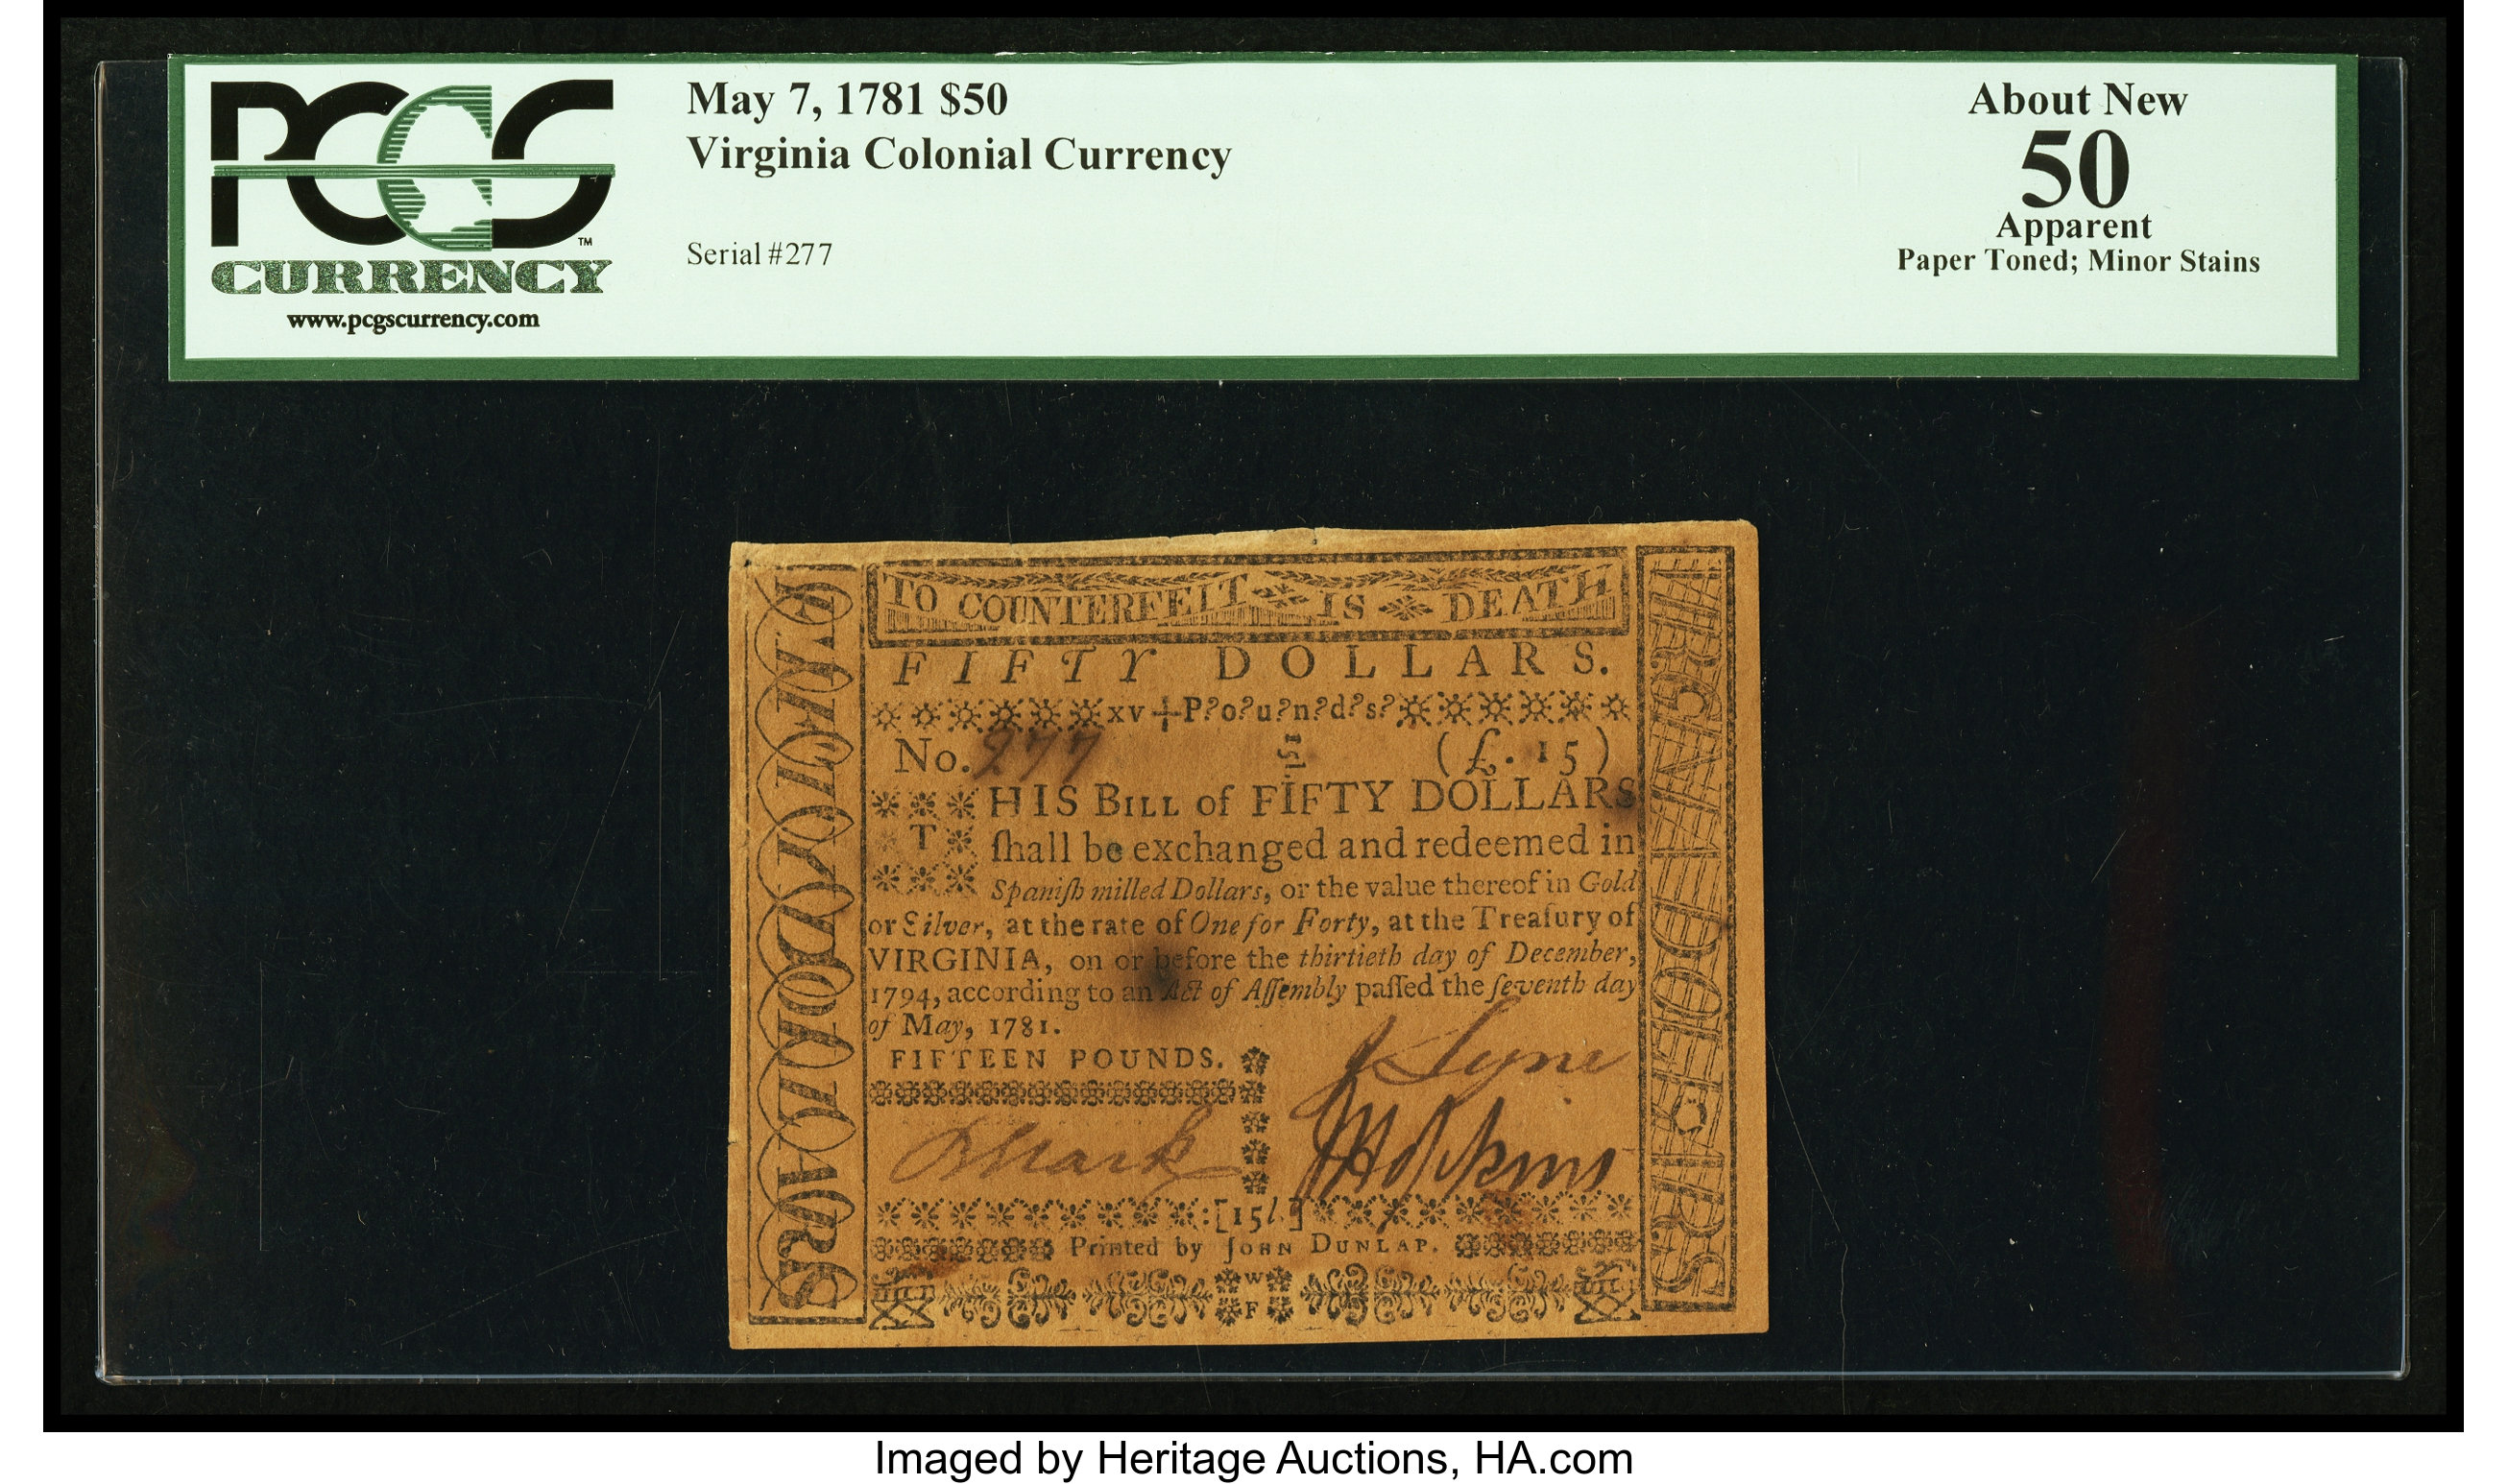 PCGS
TM
CURRENCY
www.pcgscurrency.com
May 7, 1781 $50
Virginia Colonial Currency
Serial #277
About New
50
Apparent
Paper Toned; Minor Stains
TO COUNTERFEIT IS DEATH
FIFTY DOLLARS.
xv P?o?u?n?d?s?
No. 277 (£. 15)
THIS BILL of FIFTY DOLLARS
ſhall be exchanged and redeemed in
Spaniſh milled Dollars, or the value thereof in Gold
or Silver, at the rate of One for Forty, at the Treaſury of
VIRGINIA, on or before the thirtieth day of December,
1794, according to an Act of Aſſembly paſſed the ſeventh day
of May, 1781.
FIFTEEN POUNDS.
J Lyne
JHopkins
:[15l.]
Printed by JOHN DUNLAP.
W
F
FIFTY DOLLARS
Imaged by Heritage Auctions, HA.com